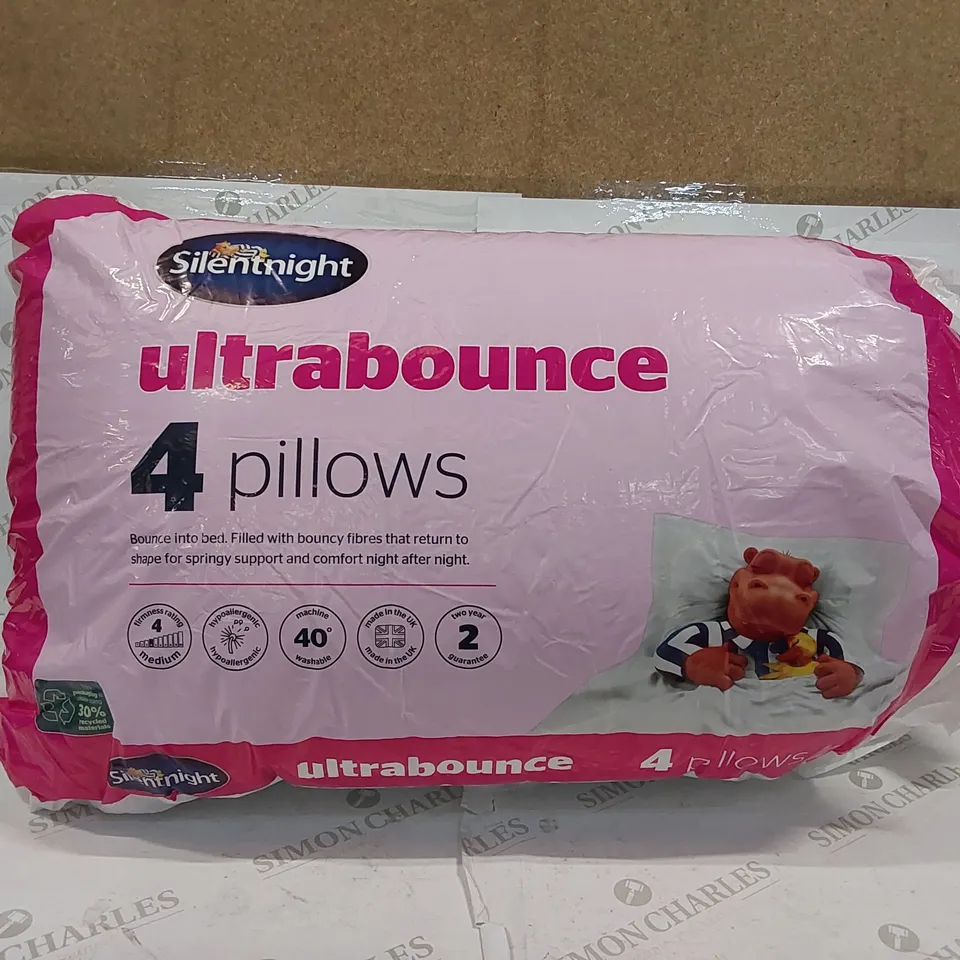 Silentnight
ultrabounce
4 pillows
Bounce into bed. Filled with bouncy fibres that return to
shape for springy support and comfort night after night.
firmness rating
4
medium
hypoallergenic
hypoallergenic
machine
40°
washable
made in the UK
made in the UK
two year
2
guarantee
packaging
30%
recycled
materials
Silentnight
ultrabounce 4 pillows
SIMON CHARLES
SIMON CHARLES
SIMON CHARLES
SIMON CHARLES